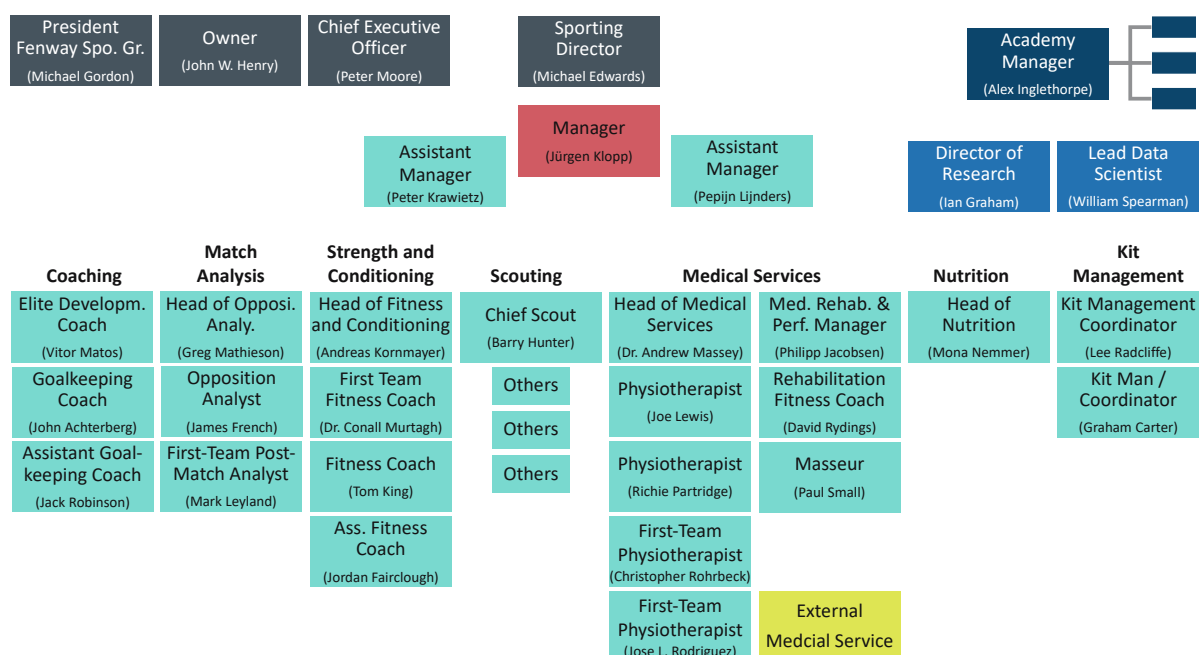 President
Fenway Spo. Gr.
(Michael Gordon)
Owner
(John W. Henry)
Chief Executive
Officer
(Peter Moore)
Sporting
Director
(Michael Edwards)
Academy
Manager
(Alex Inglethorpe)
Manager
(Jürgen Klopp)
Assistant
Manager
(Peter Krawietz)
Assistant
Manager
(Pepijn Lijnders)
Director of
Research
(Ian Graham)
Lead Data
Scientist
(William Spearman)
Coaching
Elite Developm.
Coach
(Vitor Matos)
Goalkeeping
Coach
(John Achterberg)
Assistant Goal-
keeping Coach
(Jack Robinson)
Match
Analysis
Head of Opposi.
Analy.
(Greg Mathieson)
Opposition
Analyst
(James French)
First-Team Post-
Match Analyst
(Mark Leyland)
Strength and
Conditioning
Head of Fitness
and Conditioning
(Andreas Kornmayer)
First Team
Fitness Coach
(Dr. Conall Murtagh)
Fitness Coach
(Tom King)
Ass. Fitness
Coach
(Jordan Fairclough)
Scouting
Chief Scout
(Barry Hunter)
Others
Others
Others
Medical Services
Head of Medical
Services
(Dr. Andrew Massey)
Physiotherapist
(Joe Lewis)
Physiotherapist
(Richie Partridge)
First-Team
Physiotherapist
(Christopher Rohrbeck)
First-Team
Physiotherapist
(Jose L. Rodriguez)
Med. Rehab. &
Perf. Manager
(Philipp Jacobsen)
Rehabilitation
Fitness Coach
(David Rydings)
Masseur
(Paul Small)
External
Medcial Service
Nutrition
Head of
Nutrition
(Mona Nemmer)
Kit
Management
Kit Management
Coordinator
(Lee Radcliffe)
Kit Man /
Coordinator
(Graham Carter)